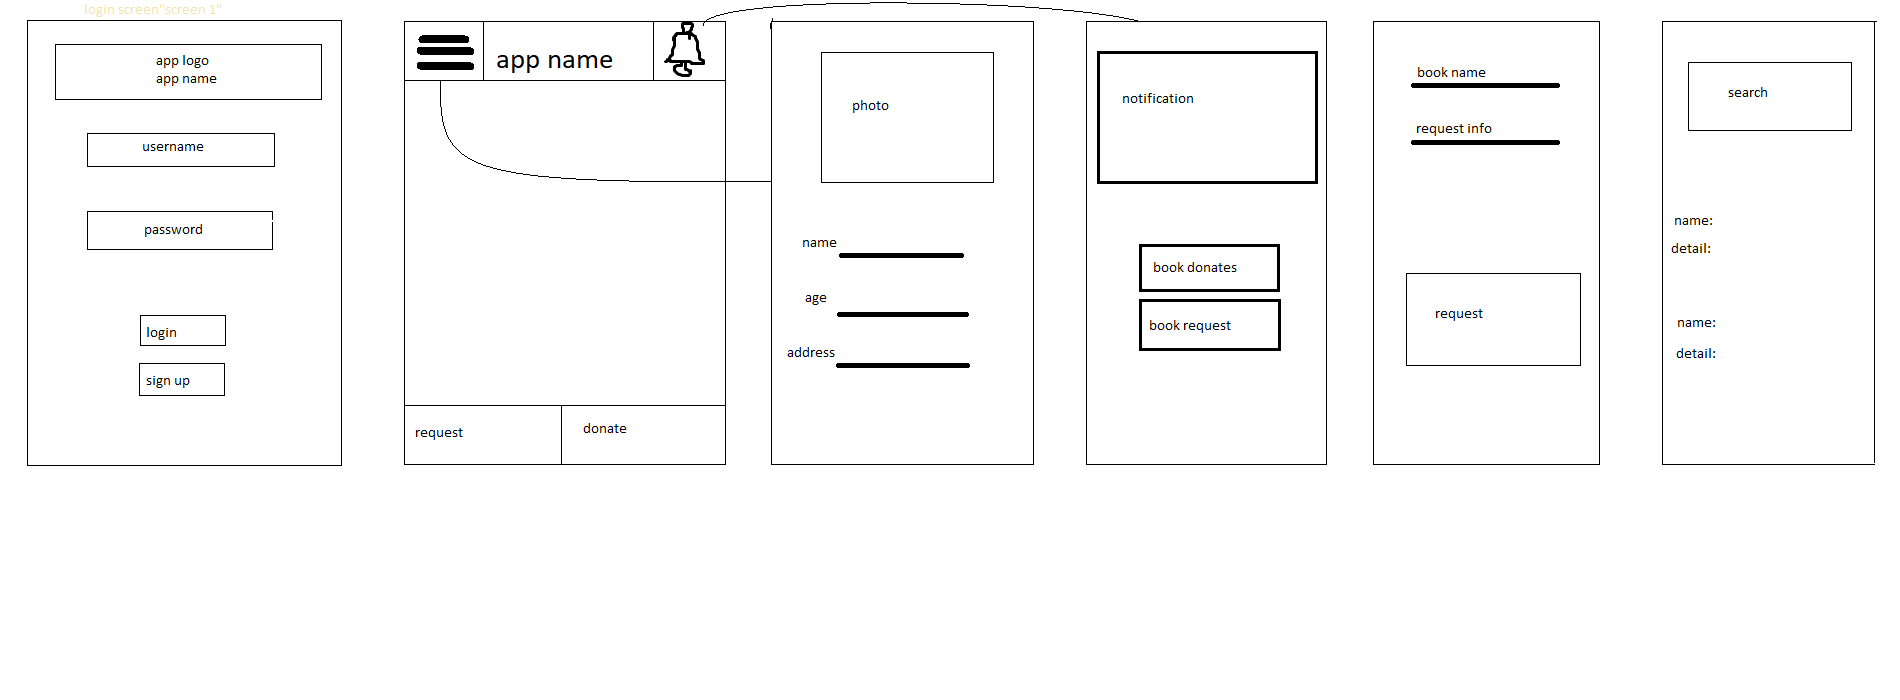 login screen"screen 1"
app logo
app name
username
password
login
sign up
app name
request
donate
photo
name
age
address
notification
book donates
book request
book name
request info
request
search
name:
detail:
name:
detail: